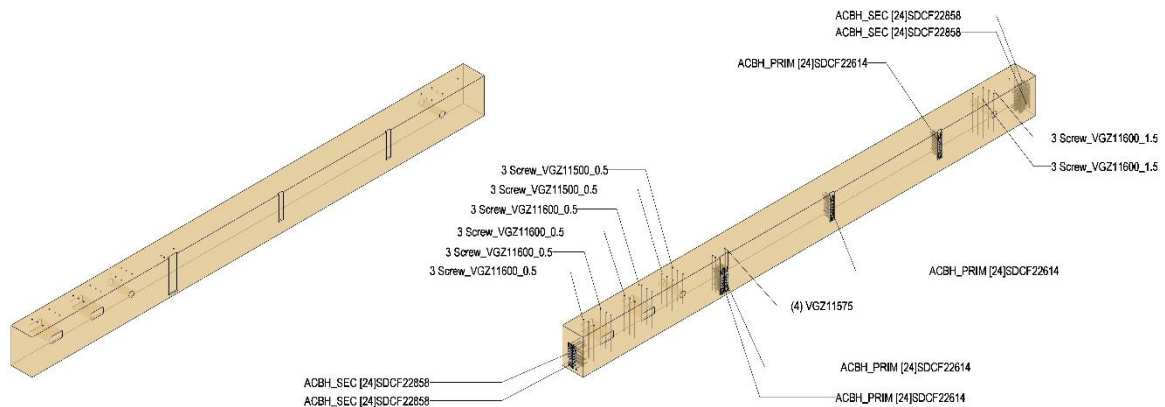 ACBH_SEC [24]SDCF22858
ACBH_SEC [24]SDCF22858
ACBH_PRIM [24]SDCF22614
3 Screw_VGZ11600_1.5
3 Screw_VGZ11600_1.5
3 Screw_VGZ11500_0.5
3 Screw_VGZ11500_0.5
3 Screw_VGZ11600_0.5
3 Screw_VGZ11600_0.5
3 Screw_VGZ11600_0.5
3 Screw_VGZ11600_0.5
ACBH_PRIM [24]SDCF22614
(4) VGZ11575
ACBH_PRIM [24]SDCF22614
ACBH_SEC [24]SDCF22858
ACBH_PRIM [24]SDCF22614
ACBH_SEC [24]SDCF22858